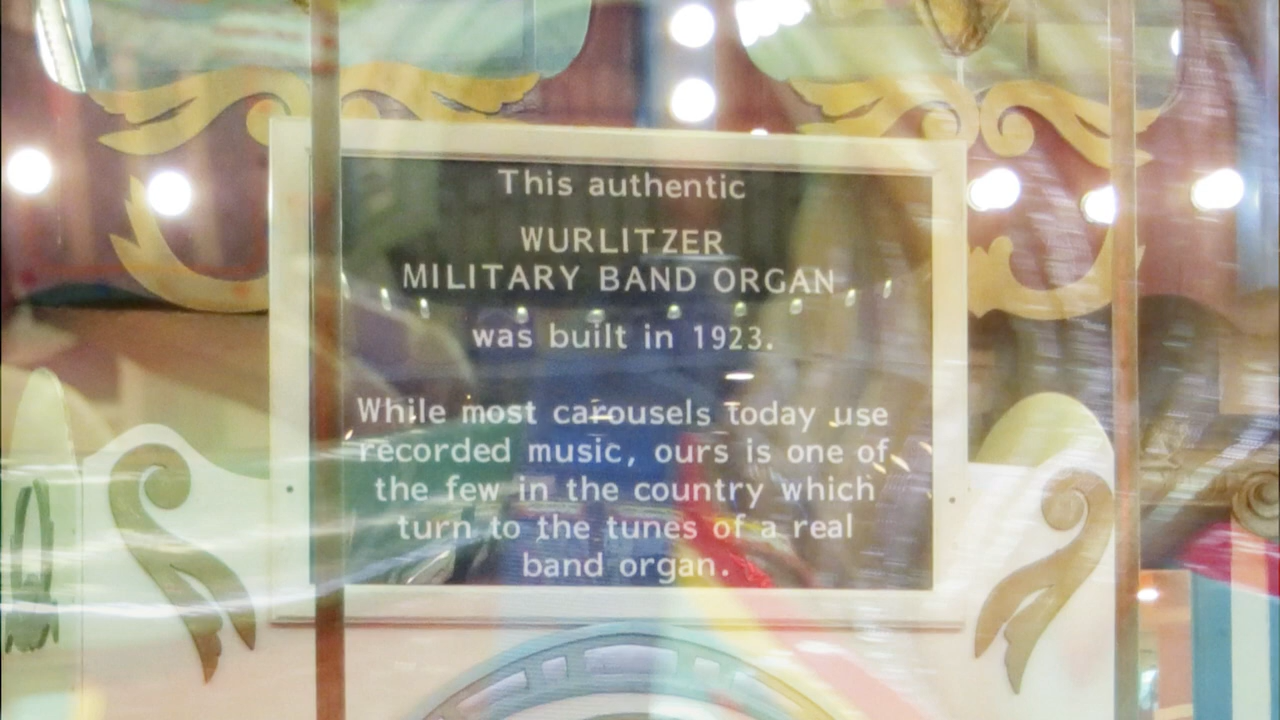 This authentic
WURLITZER
MILITARY BAND ORGAN
was built in 1923.
While most carousels today use
recorded music, ours is one of
the few in the country which
turn to the tunes of a real
band organ.